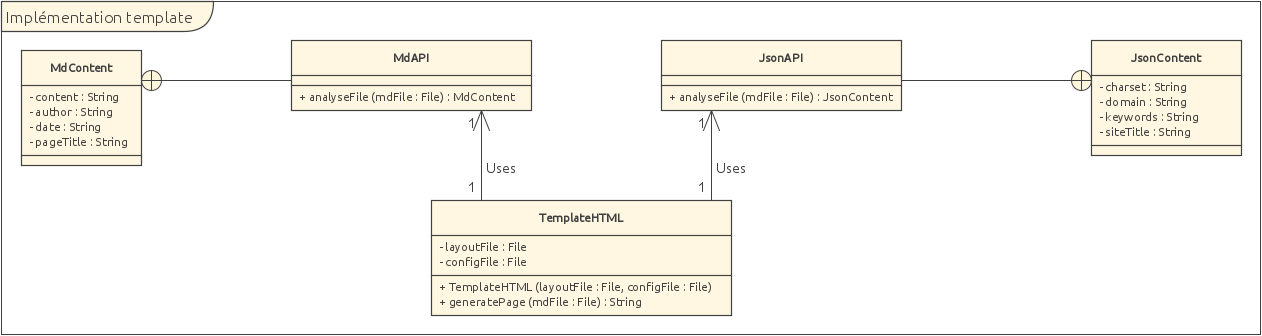 Implémentation template
MdContent
- content : String
- author : String
- date : String
- pageTitle : String
MdAPI
+ analyseFile (mdFile : File) : MdContent
JsonAPI
+ analyseFile (mdFile : File) : JsonContent
JsonContent
- charset : String
- domain : String
- keywords : String
- siteTitle : String
1
Uses
1
1
Uses
1
TemplateHTML
- layoutFile : File
- configFile : File
+ TemplateHTML (layoutFile : File, configFile : File)
+ generatePage (mdFile : File) : String